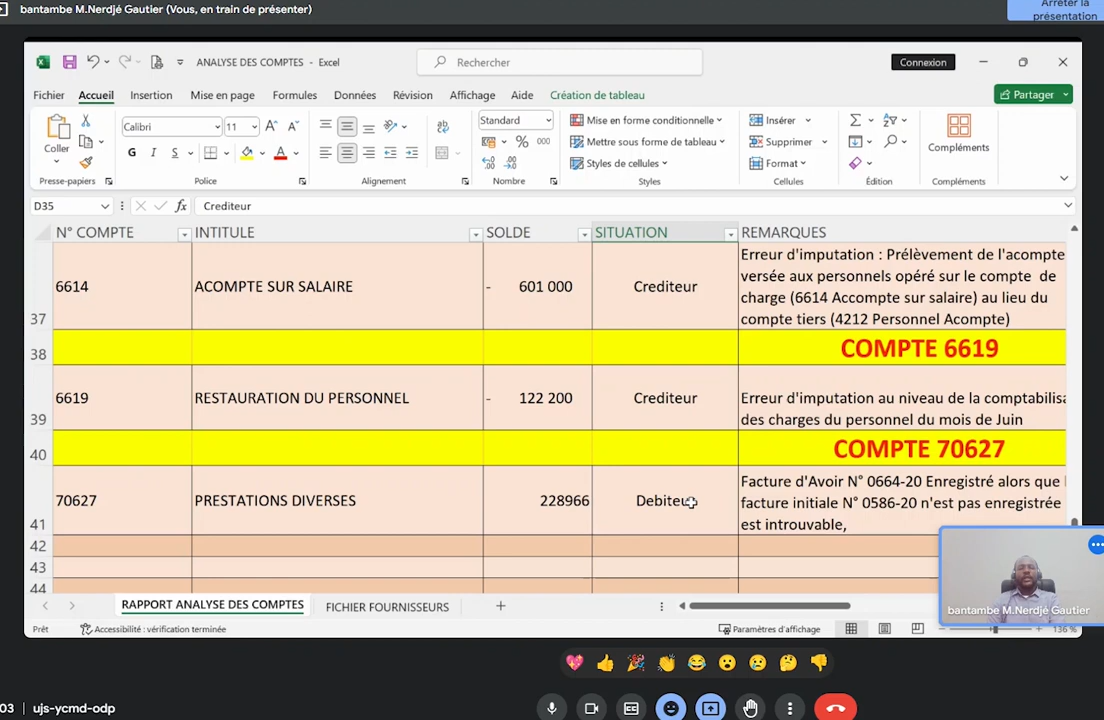 bantambe M.Nerdjé Gautier (Vous, en train de présenter)
Arrêter la
présentation
ANALYSE DES COMPTES - Excel
Rechercher
Connexion
Fichier Accueil Insertion Mise en page Formules Données Révision Affichage Aide Création de tableau
Partager
Coller
Calibri 11
Standard
Mise en forme conditionnelle
Mettre sous forme de tableau
Styles de cellules
Insérer
Supprimer
Format
Compléments
G I S
% 000
Presse-papiers Police Alignement Nombre Styles Cellules Édition Compléments
D35 fx Crediteur
N° COMPTE INTITULE SOLDE SITUATION REMARQUES
37 6614 ACOMPTE SUR SALAIRE - 601 000 Crediteur
Erreur d'imputation : Prélèvement de l'acompte
versée aux personnels opéré sur le compte de
charge (6614 Accompte sur salaire) au lieu du
compte tiers (4212 Personnel Acompte)
38 COMPTE 6619
39 6619 RESTAURATION DU PERSONNEL - 122 200 Crediteur
Erreur d'imputation au niveau de la comptabilisa
des charges du personnel du mois de Juin
40 COMPTE 70627
41 70627 PRESTATIONS DIVERSES 228966 Debiteur
Facture d'Avoir N° 0664-20 Enregistré alors que
facture initiale N° 0586-20 n'est pas enregistrée
est introuvable,
42
43
44
RAPPORT ANALYSE DES COMPTES FICHIER FOURNISSEURS
bantambe M.Nerdjé Gautier
Prêt Accessibilité : vérification terminée Paramètres d'affichage 136 %
03 | ujs-ycmd-odp